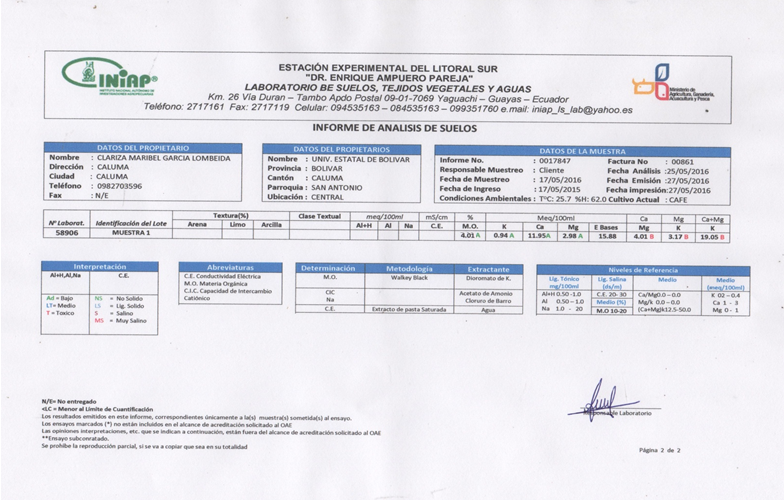 INIAP®
INSTITUTO NACIONAL AUTÓNOMO DE
INVESTIGACIONES AGROPECUARIAS
ESTACIÓN EXPERIMENTAL DEL LITORAL SUR
"DR. ENRIQUE AMPUERO PAREJA"
LABORATORIO BE SUELOS, TEJIDOS VEGETALES Y AGUAS
Km. 26 Vía Duran – Tambo Apdo Postal 09-01-7069 Yaguachi – Guayas – Ecuador
Teléfono: 2717161 Fax: 2717119 Celular: 094535163 – 084535163 – 099351760 e.mail: iniap_ls_lab@yahoo.es
Ministerio de
Agricultura, Ganadería,
Acuacultura y Pesca
INFORME DE ANALISIS DE SUELOS
DATOS DEL PROPIETARIO
Nombre : CLARIZA MARIBEL GARCIA LOMBEIDA
Dirección : CALUMA
Ciudad : CALUMA
Teléfono : 0982703596
Fax : N/E
DATOS DEL PROPIETARIOS
Nombre : UNIV. ESTATAL DE BOLIVAR
Provincia : BOLIVAR
Cantón : CALUMA
Parroquia : SAN ANTONIO
Ubicación : CENTRAL
DATOS DE LA MUESTRA
Informe No. : 0017847 Factura No : 00861
Responsable Muestreo : Cliente Fecha Análisis :25/05/2016
Fecha de Muestreo : 17/05/2016 Fecha Emisión :27/05/2016
Fecha de Ingreso : 17/05/2015 Fecha impresión:27/05/2016
Condiciones Ambientales : TºC: 25.7 %H: 62.0 Cultivo Actual : CAFE
Nº Laborat. Identificación del Lote Textura(%) Clase Textual meq/100ml mS/cm % Meq/100ml Ca Mg Ca+Mg
Arena Limo Arcilla Al+H Al Na C.E. M.O. K Ca Mg E Bases Mg K K
58906 MUESTRA 1 4.01 A 0.94 A 11.95A 2.98 A 15.88 4.01 B 3.17 B 19.05 B
Interpretación
Al+H,Al,Na C.E.
Ad = Bajo NS = No Solido
LT= Medio LS = Lig. Solido
T = Toxico S = Salino
MS = Muy Salino
Abreviaturas
C.E. Conductividad Eléctrica
M.O. Materia Orgánica
C.I.C. Capacidad de Intercambio
Catiónico
Determinación Metodología Extractante
M.O. Walkey Black Dioromato de K.
CIC Acetato de Amonio
Na Cloruro de Barro
C.E. Extracto de pasta Saturada Agua
Niveles de Referencia
Lig. Tónico
mg/100ml
Al+H 0.50 -1.0
Al 0.50 – 1.0
Na 1.0 - 20
Lig. Salina
(ds/m)
C.E. 20- 30
Medio (%)
M.O 10-20
Medio
Ca/Mg0.0 – 0.0
Mg/k 0.0 – 0.0
(Ca+Mg)k12.5-50.0
Medio
(meq/100ml)
K 02 – 0.4
Ca 1 - 3
Mg 0 - 1
N/E= No entregado
<LC = Menor al Límite de Cuantificación
Los resultados emitidos en este informe, correspondientes únicamente a la(s) muestra(s) sometida(s) al ensayo.
Los ensayos marcados (*) no están incluidos en el alcance de acreditación solicitado al OAE
Las opiniones interpretaciones, etc. que se indican a continuación, están fuera del alcance de acreditación solicitado al OAE
**Ensayo subconratado.
Se prohíbe la reproducción parcial, si se va a copiar que sea en su totalidad
Responsable Laboratorio
Página 2 de 2